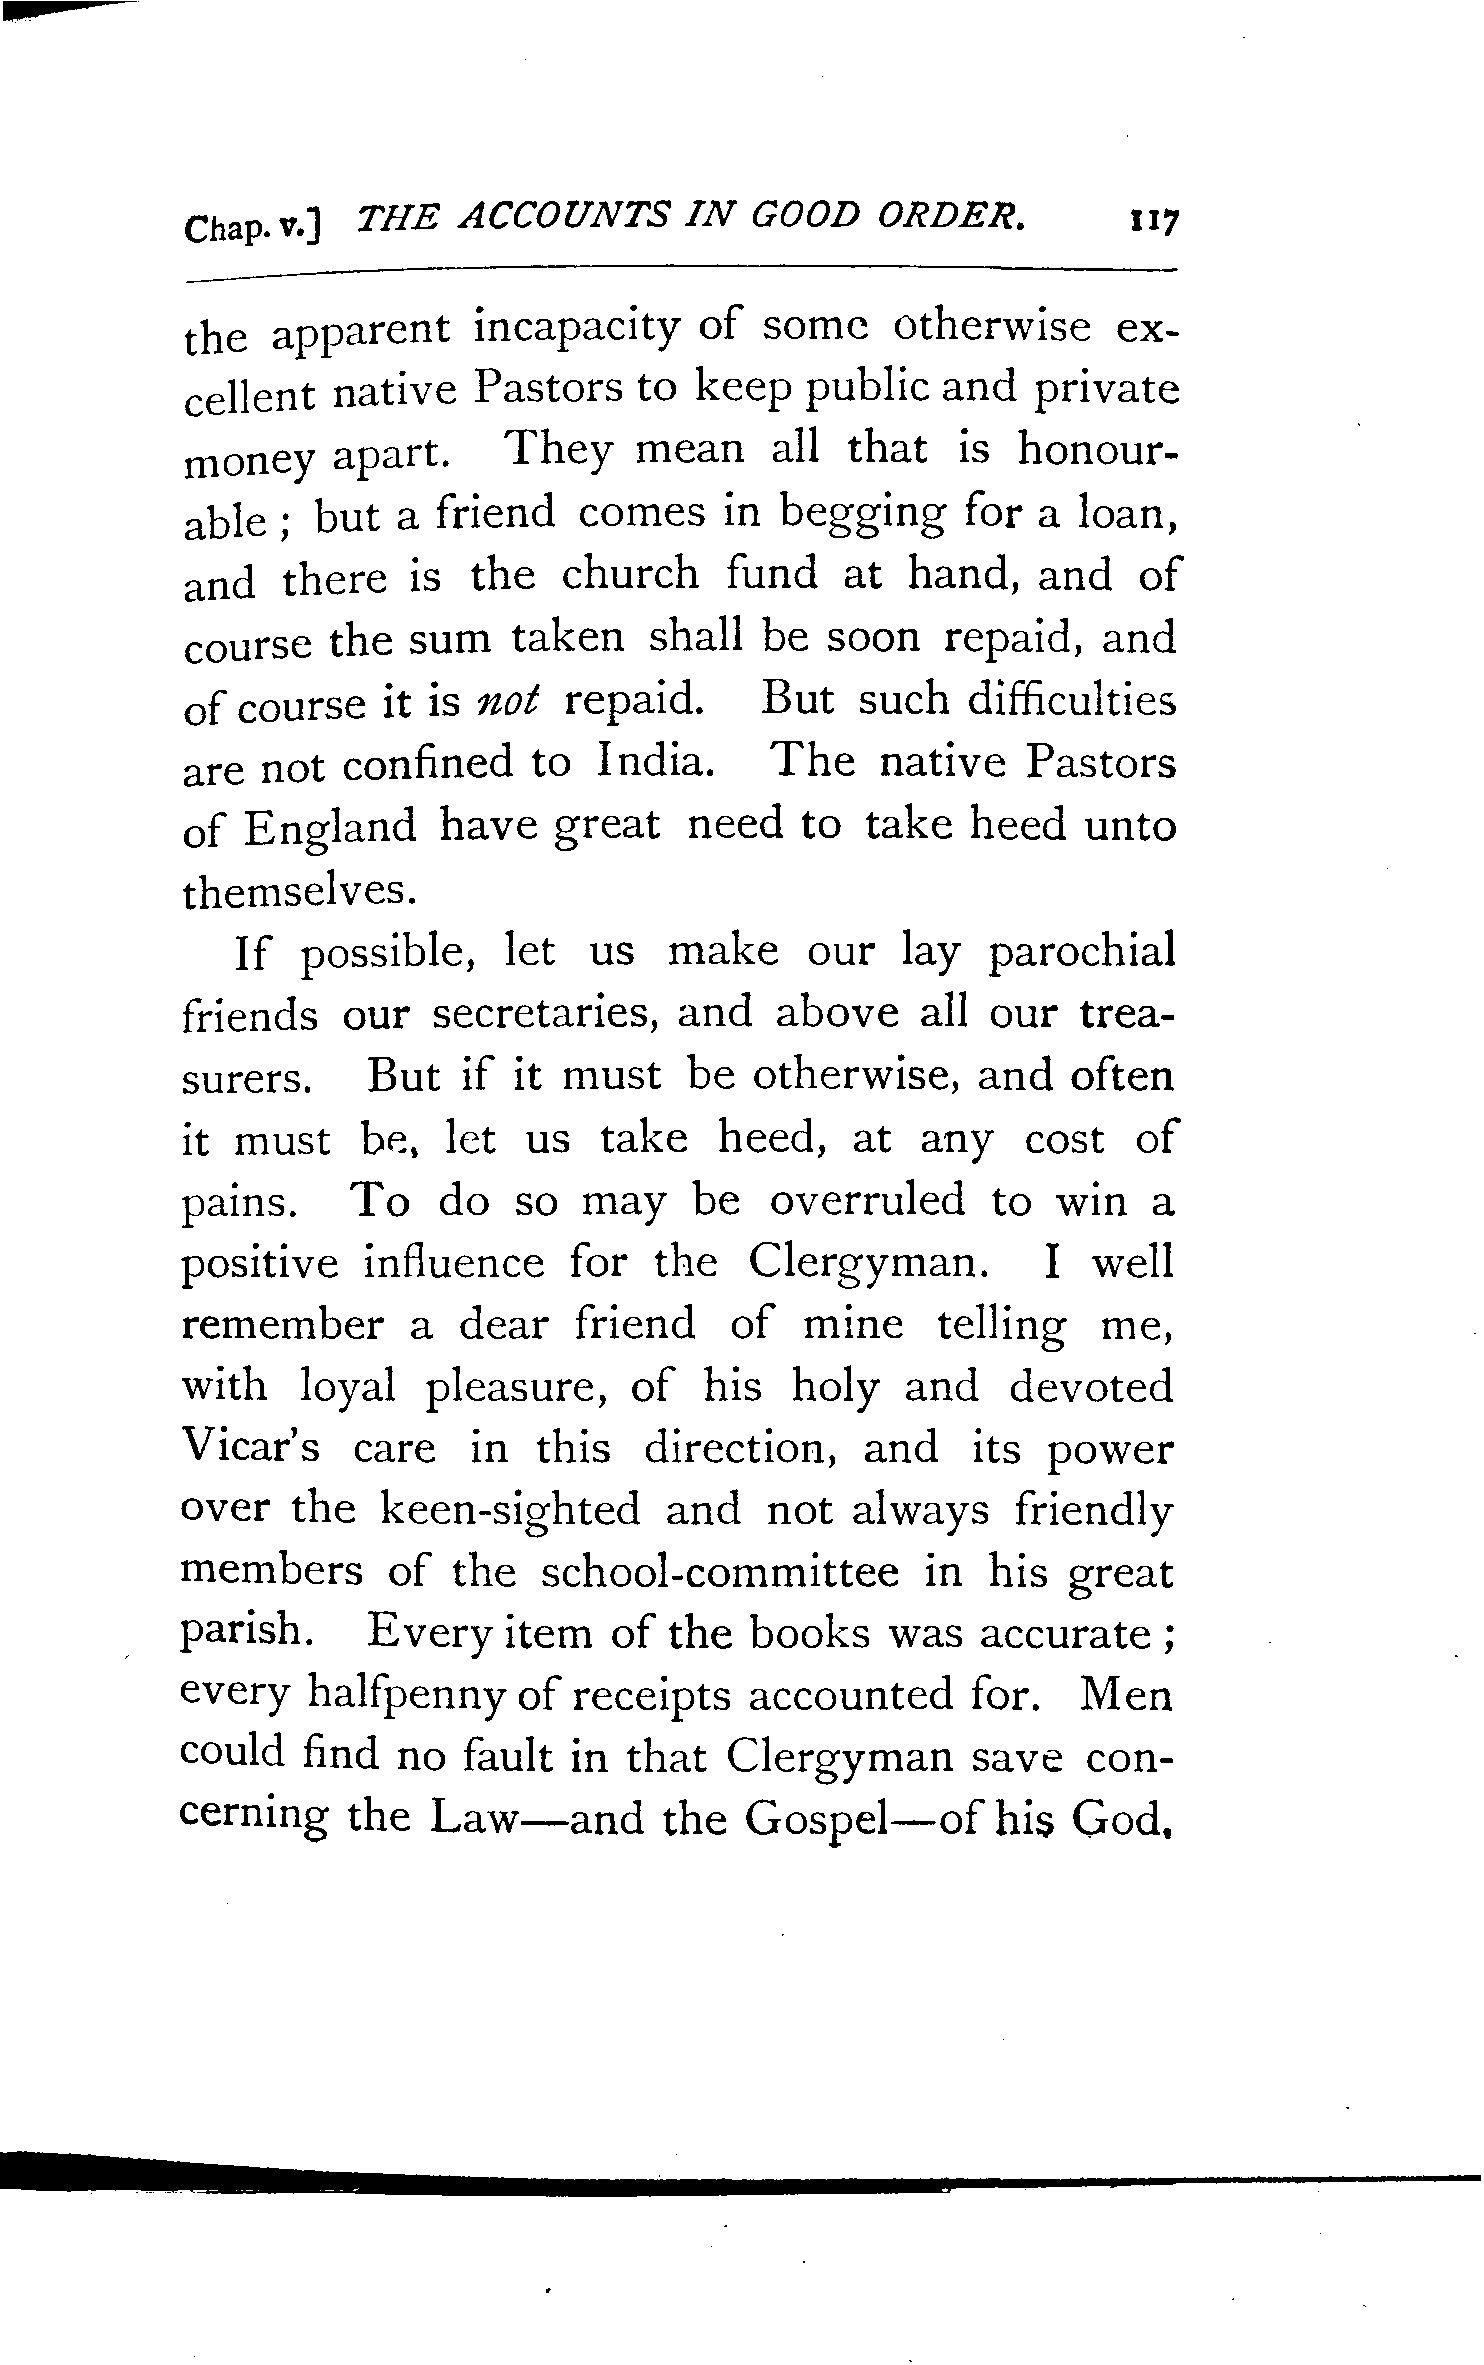 Chap. v.] THE ACCOUNTS IN GOOD ORDER. 117
the apparent incapacity of some otherwise ex-
cellent native Pastors to keep public and private
money apart. They mean all that is honour-
able ; but a friend comes in begging for a loan,
and there is the church fund at hand, and of
course the sum taken shall be soon repaid, and
of course it is not repaid. But such difficulties
are not confined to India. The native Pastors
of England have great need to take heed unto
themselves.
If possible, let us make our lay parochial
friends our secretaries, and above all our trea-
surers. But if it must be otherwise, and often
it must be, let us take heed, at any cost of
pains. To do so may be overruled to win a
positive influence for the Clergyman. I well
remember a dear friend of mine telling me,
with loyal pleasure, of his holy and devoted
Vicar's care in this direction, and its power
over the keen-sighted and not always friendly
members of the school-committee in his great
parish. Every item of the books was accurate ;
every halfpenny of receipts accounted for. Men
could find no fault in that Clergyman save con-
cerning the Law—and the Gospel—of his God.